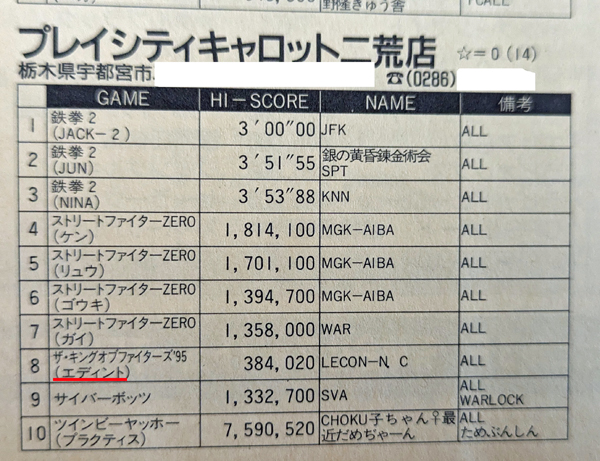 野陸きゅう香
プレイシティキャロット二荒店 ☆=0(14)
栃木県宇都宮市 ☎(0286)
GAME HI-SCORE NAME 備考
1 鉄拳2 (JACK-2) 3′00″00 JFK ALL
2 鉄拳2 (JUN) 3′51″55 銀の黄昏錬金術会 SPT ALL
3 鉄拳2 (NINA) 3′53″88 KNN ALL
4 ストリートファイターZERO (ケン) 1,814,100 MGK-AIBA ALL
5 ストリートファイターZERO (リュウ) 1,701,100 MGK-AIBA ALL
6 ストリートファイターZERO (ゴウキ) 1,394,700 MGK-AIBA ALL
7 ストリートファイターZERO (ガイ) 1,358,000 WAR ALL
8 ザ・キングオブファイターズ'95 (エディント) 384,020 LECON-N.C ALL
9 サイバーボッツ 1,332,700 SVA ALL WARLOCK
10 ツインビーヤッホー (プラクティス) 7,590,520 CHOKU子ちゃん♀最近だめぢゃーん ALL ためぶんしん